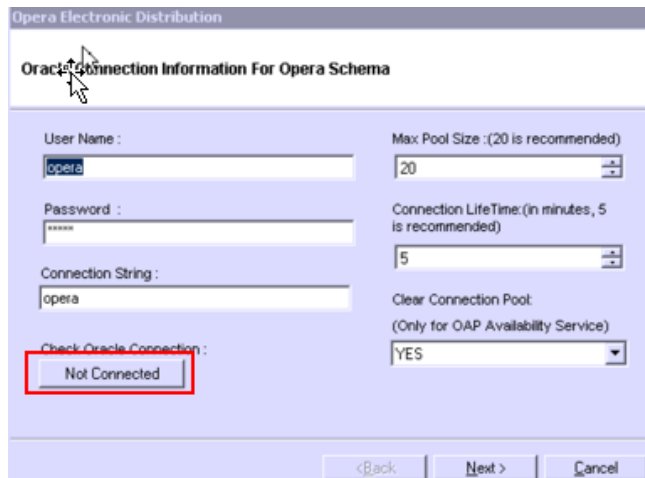 Opera Electronic Distribution
Oracle Connection Information For Opera Schema
User Name :
opera
Password :
*****
Connection String :
opera
Check Oracle Connection :
Not Connected
Max Pool Size :(20 is recommended)
20
Connection LifeTime:(in minutes, 5
is recommended)
5
Clear Connection Pool:
(Only for OAP Availability Service)
YES
<Back
Next >
Cancel